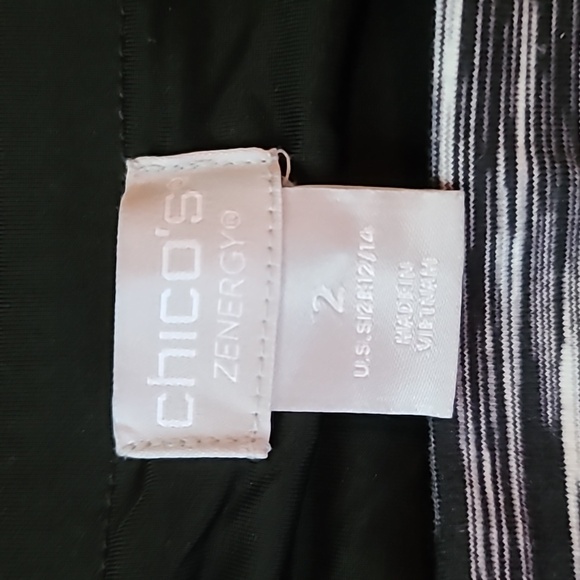 chico's
ZENERGY®
2
U.S. SIZE 12/14
MADE IN
VIETNAM